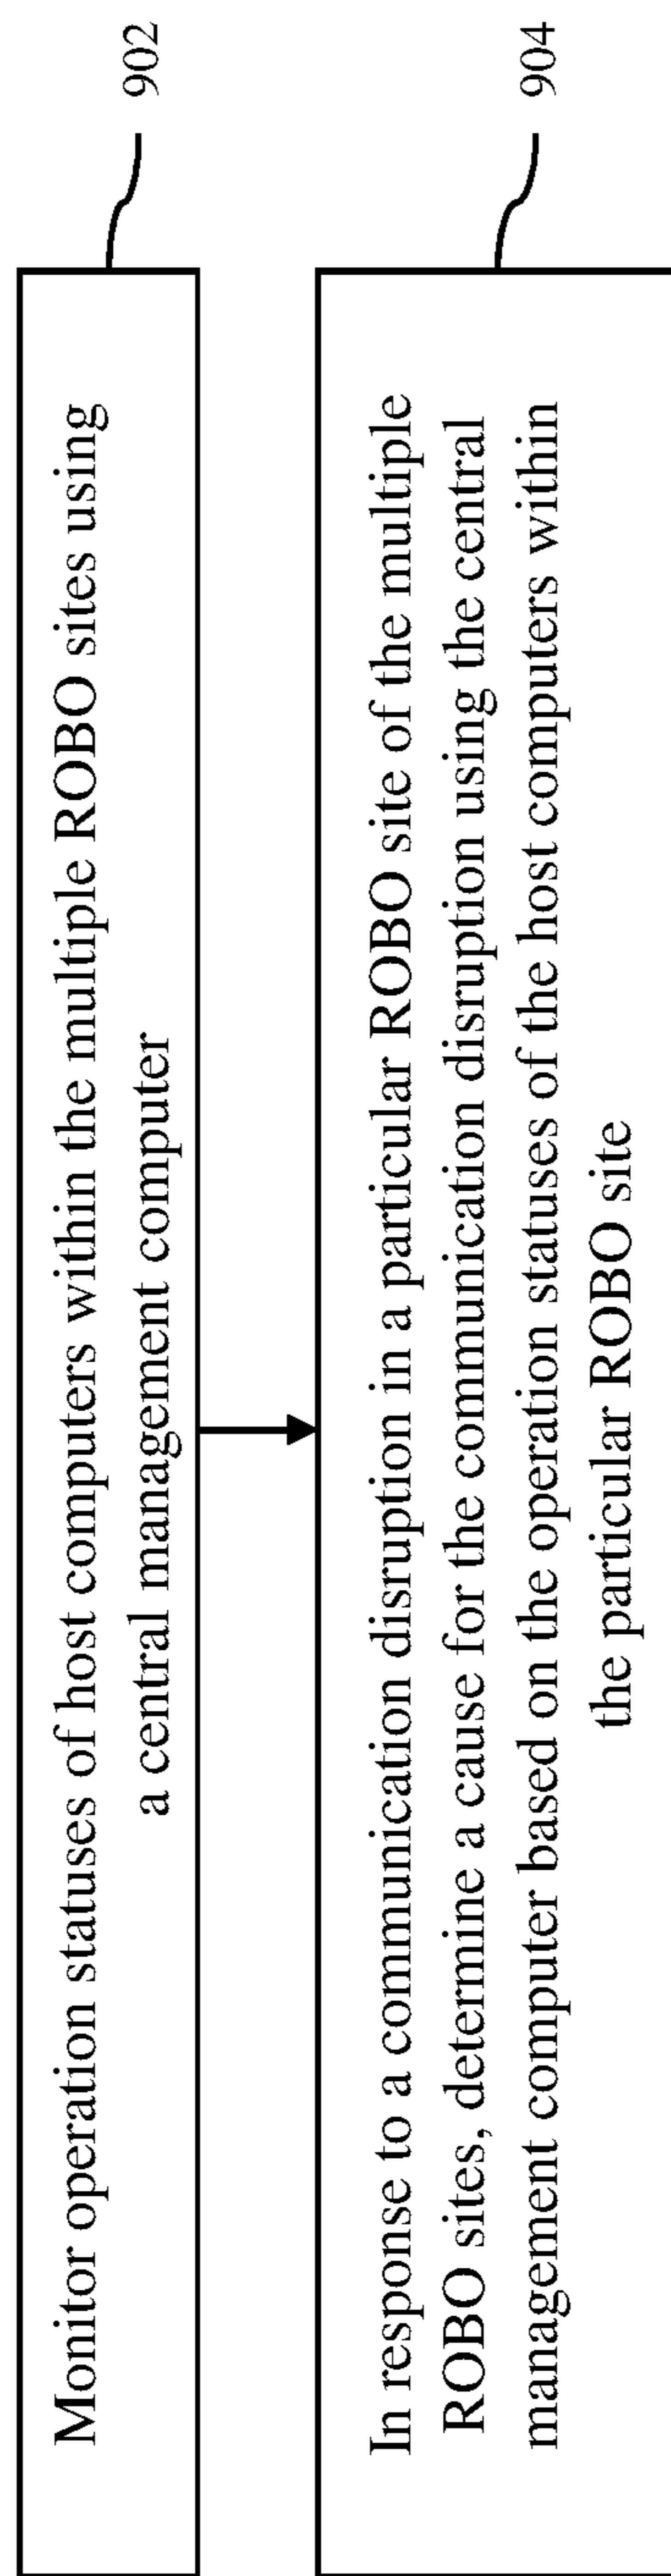 Monitor operation statuses of host computers within the multiple ROBO sites using
a central management computer
902
In response to a communication disruption in a particular ROBO site of the multiple
ROBO sites, determine a cause for the communication disruption using the central
management computer based on the operation statuses of the host computers within
the particular ROBO site
904